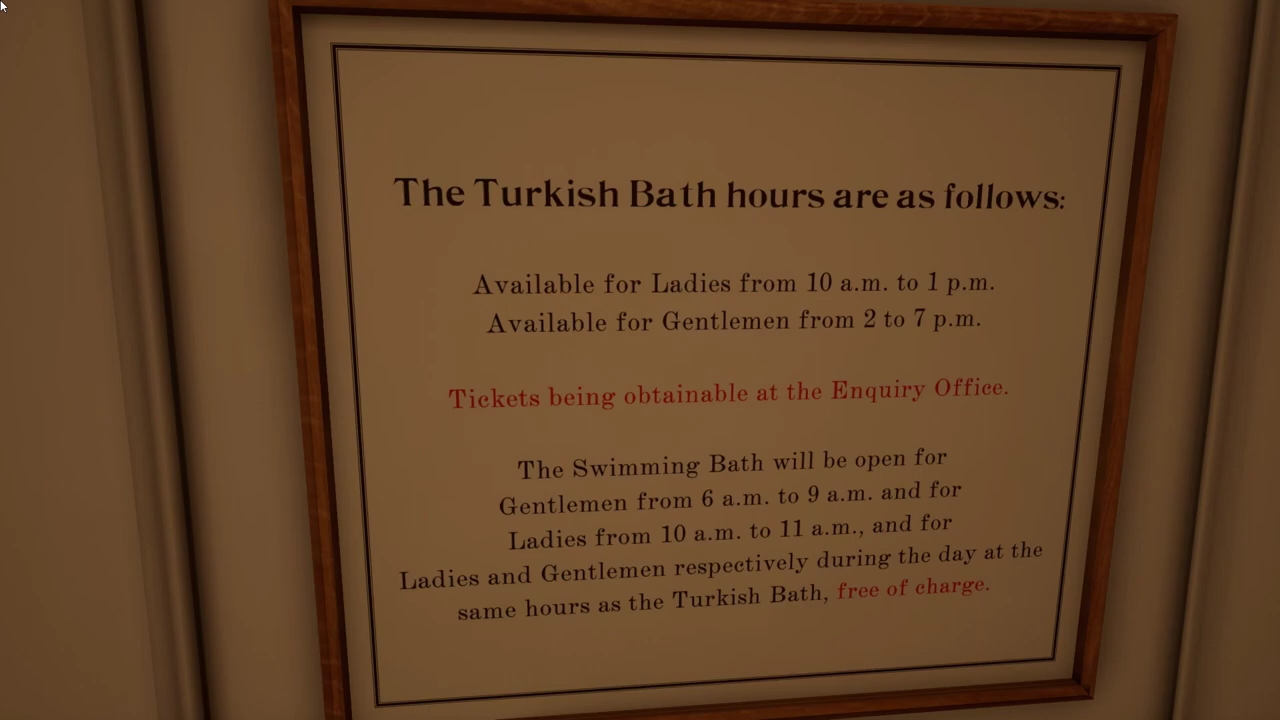 The Turkish Bath hours are as follows:
Available for Ladies from 10 a.m. to 1 p.m.
Available for Gentlemen from 2 to 7 p.m.
Tickets being obtainable at the Enquiry Office.
The Swimming Bath will be open for
Gentlemen from 6 a.m. to 9 a.m. and for
Ladies from 10 a.m. to 11 a.m., and for
Ladies and Gentlemen respectively during the day at the
same hours as the Turkish Bath, free of charge.